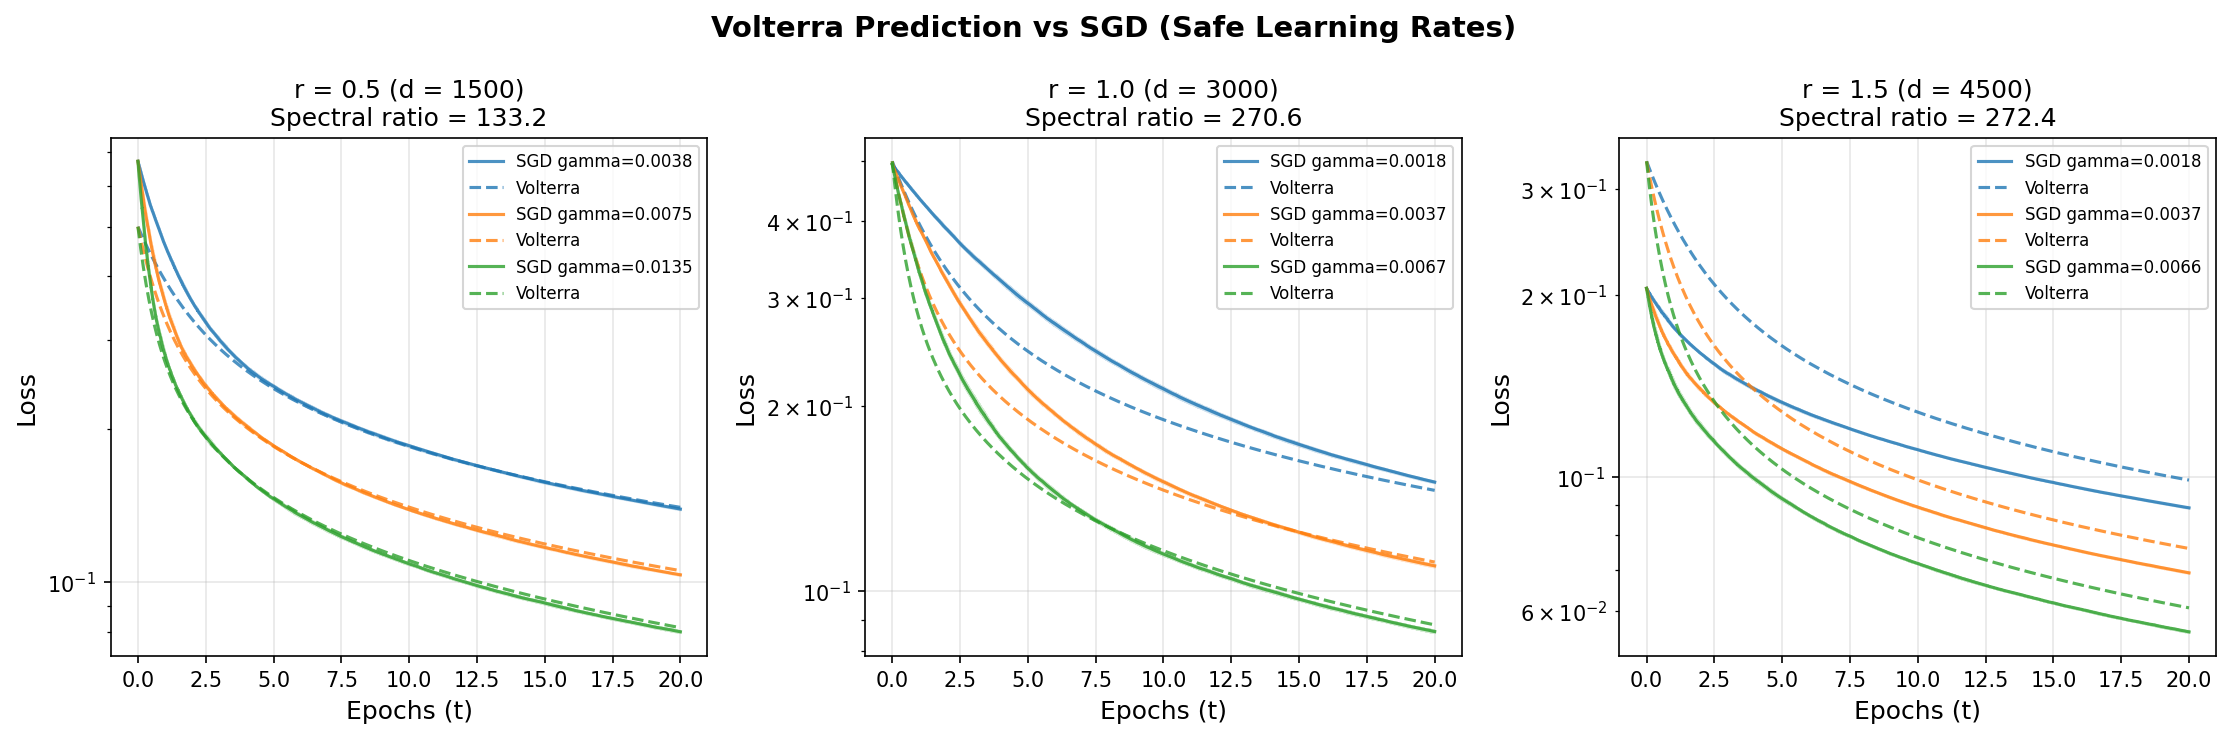 Volterra Prediction vs SGD (Safe Learning Rates)
r = 0.5 (d = 1500)
Spectral ratio = 133.2
Loss
10⁻¹
SGD gamma=0.0038
Volterra
SGD gamma=0.0075
Volterra
SGD gamma=0.0135
Volterra
0.0 2.5 5.0 7.5 10.0 12.5 15.0 17.5 20.0
Epochs (t)
r = 1.0 (d = 3000)
Spectral ratio = 270.6
Loss
4 × 10⁻¹
3 × 10⁻¹
2 × 10⁻¹
10⁻¹
SGD gamma=0.0018
Volterra
SGD gamma=0.0037
Volterra
SGD gamma=0.0067
Volterra
0.0 2.5 5.0 7.5 10.0 12.5 15.0 17.5 20.0
Epochs (t)
r = 1.5 (d = 4500)
Spectral ratio = 272.4
Loss
3 × 10⁻¹
2 × 10⁻¹
10⁻¹
6 × 10⁻²
SGD gamma=0.0018
Volterra
SGD gamma=0.0037
Volterra
SGD gamma=0.0066
Volterra
0.0 2.5 5.0 7.5 10.0 12.5 15.0 17.5 20.0
Epochs (t)